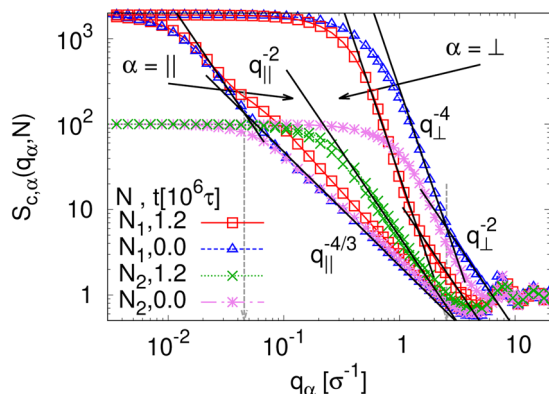 S_{c,α}(q_α,N)
10^3
10^2
10
1
α = ||
q_{||}^{-2}
α = ⊥
q_⊥^{-4}
q_⊥^{-2}
q_{||}^{-4/3}
N , t[10^6τ]
N_1,1.2
N_1,0.0
N_2,1.2
N_2,0.0
10^{-2} 10^{-1} 1 10
q_α [σ^{-1}]